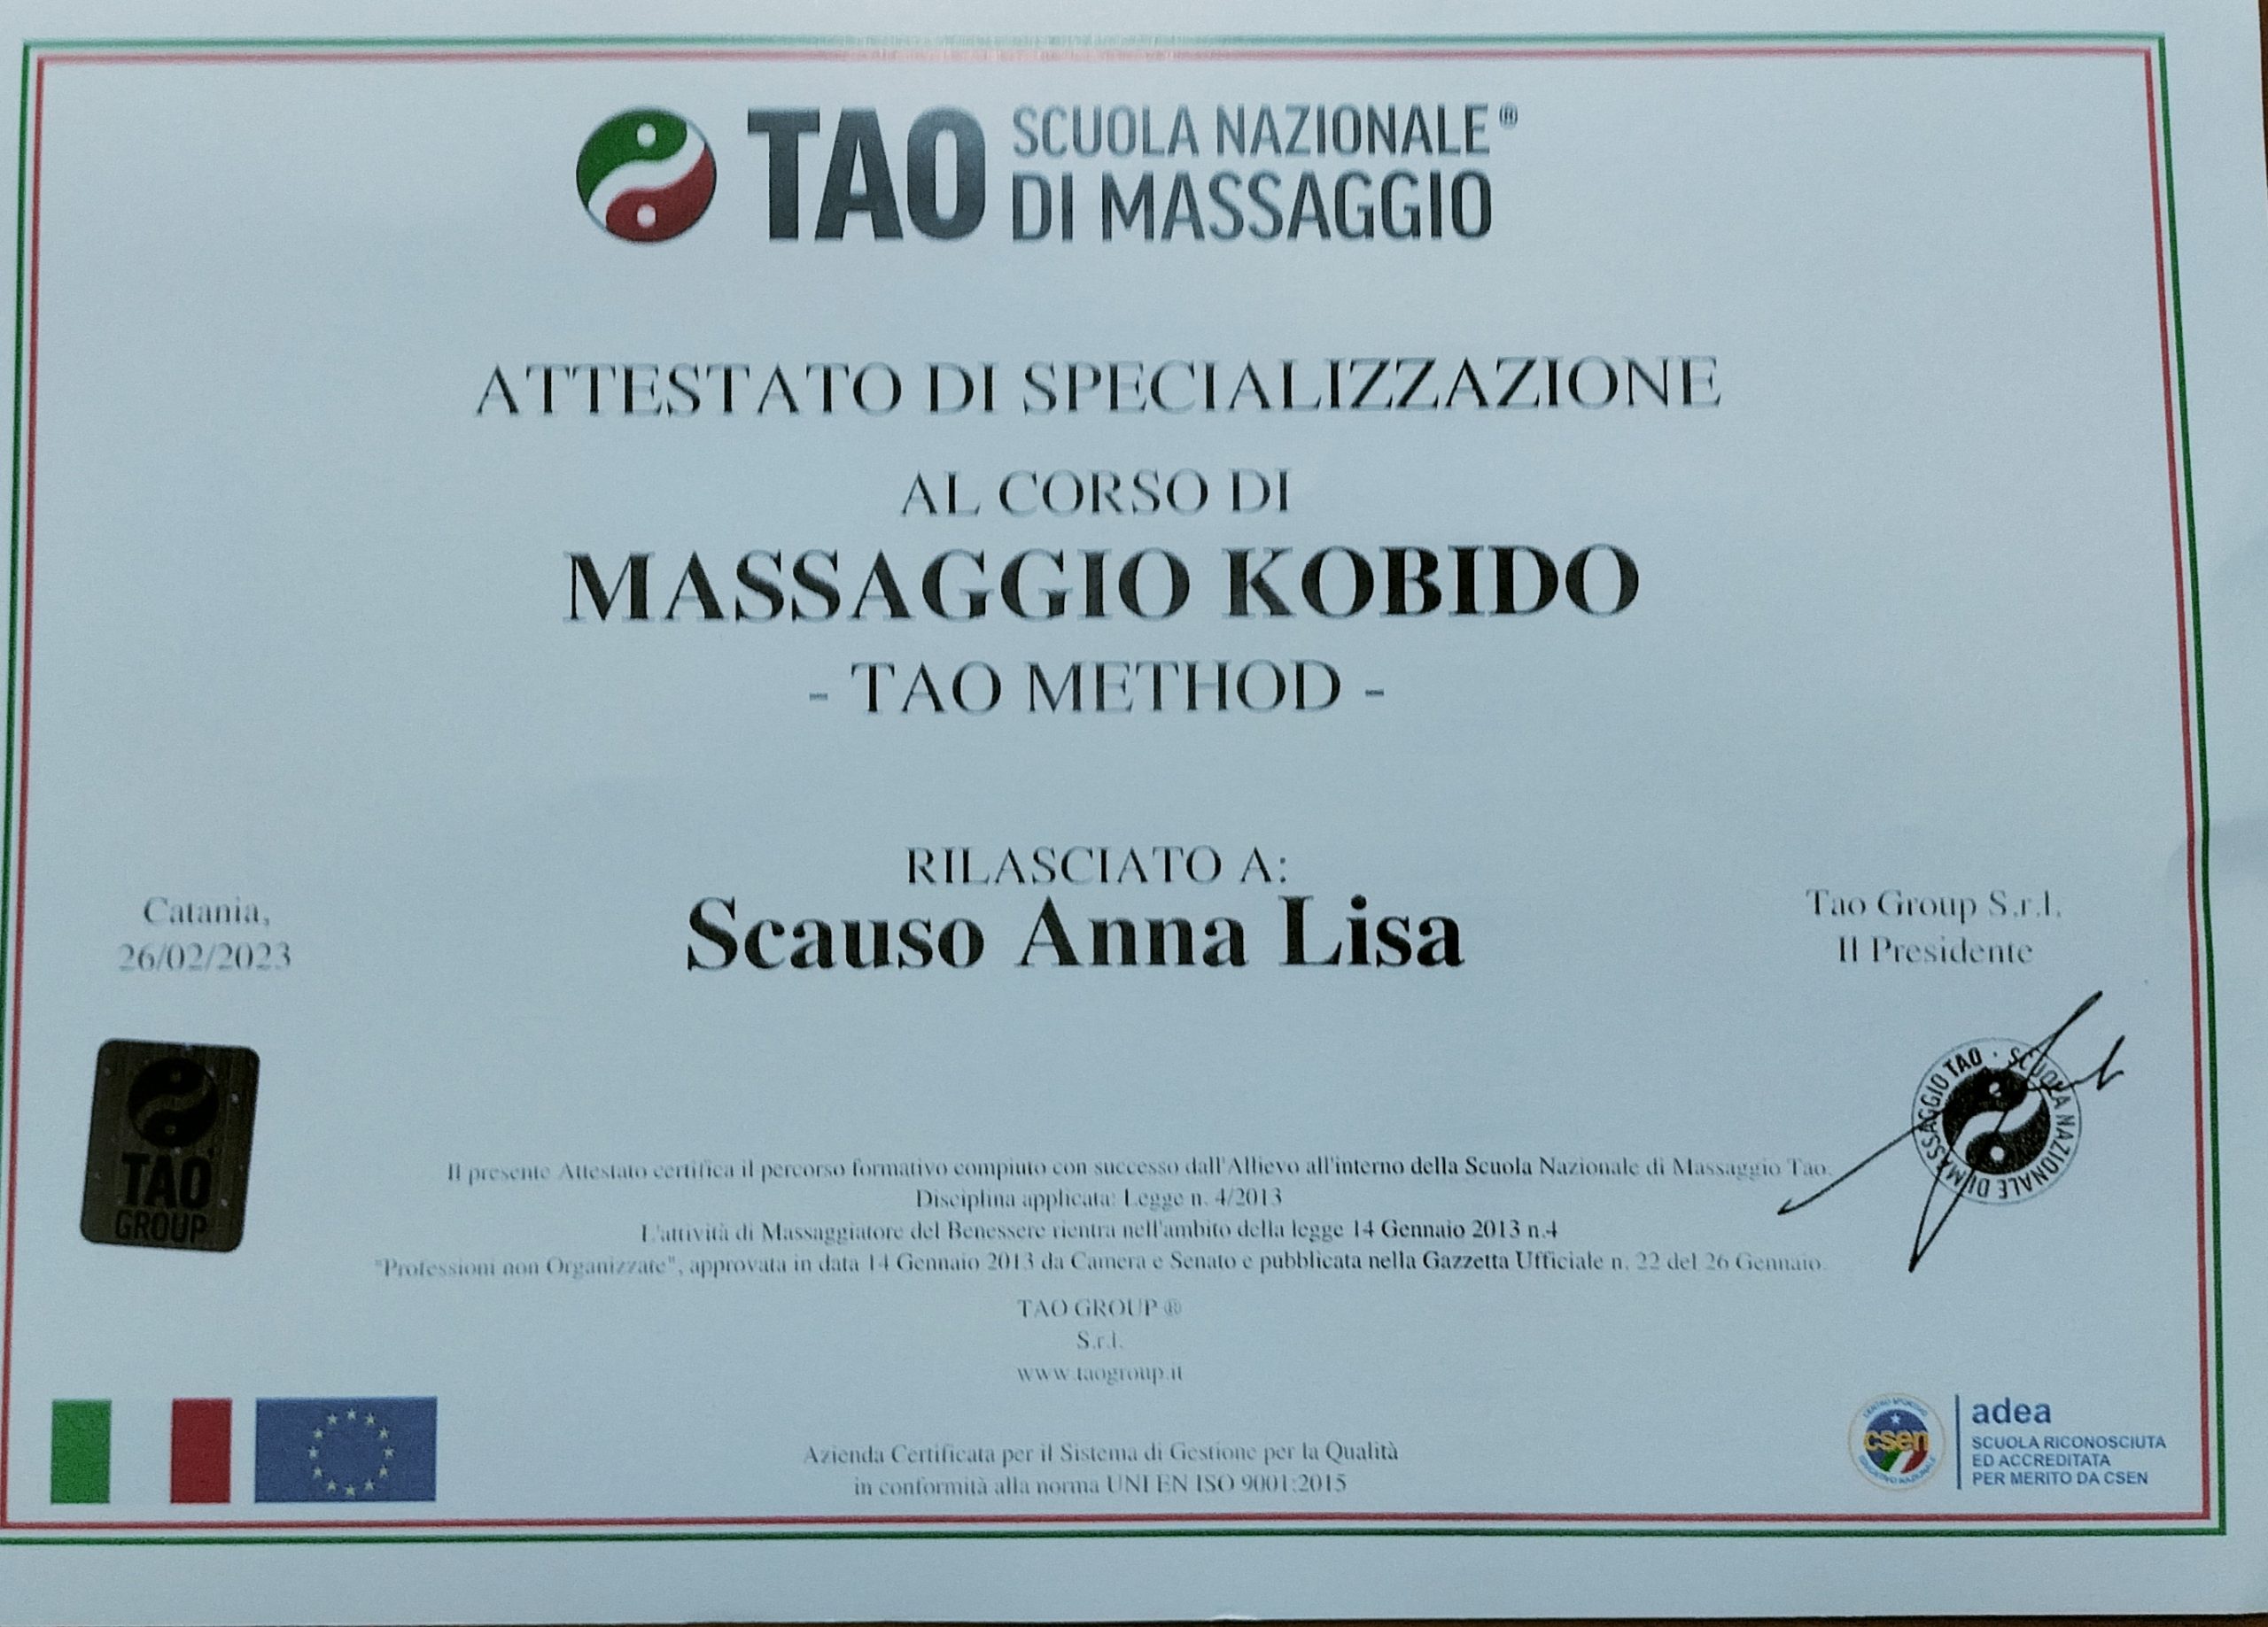 TAO SCUOLA NAZIONALE®
DI MASSAGGIO
ATTESTATO DI SPECIALIZZAZIONE
AL CORSO DI
MASSAGGIO KOBIDO
- TAO METHOD -
RILASCIATO A:
Scauso Anna Lisa
Catania,
26/02/2023
Tao Group S.r.l.
Il Presidente
TAO
GROUP
SCUOLA NAZIONALE DI MASSAGGIO TAO ·
Il presente Attestato certifica il percorso formativo compiuto con successo dall'Allievo all'interno della Scuola Nazionale di Massaggio Tao.
Disciplina applicata: Legge n. 4/2013
L'attività di Massaggiatore del Benessere rientra nell'ambito della legge 14 Gennaio 2013 n.4
"Professioni non Organizzate", approvata in data 14 Gennaio 2013 da Camera e Senato e pubblicata nella Gazzetta Ufficiale n. 22 del 26 Gennaio.
TAO GROUP ®
S.r.l.
www.taogroup.it
Azienda Certificata per il Sistema di Gestione per la Qualità
in conformità alla norma UNI EN ISO 9001:2015
csen
adea
SCUOLA RICONOSCIUTA
ED ACCREDITATA
PER MERITO DA CSEN